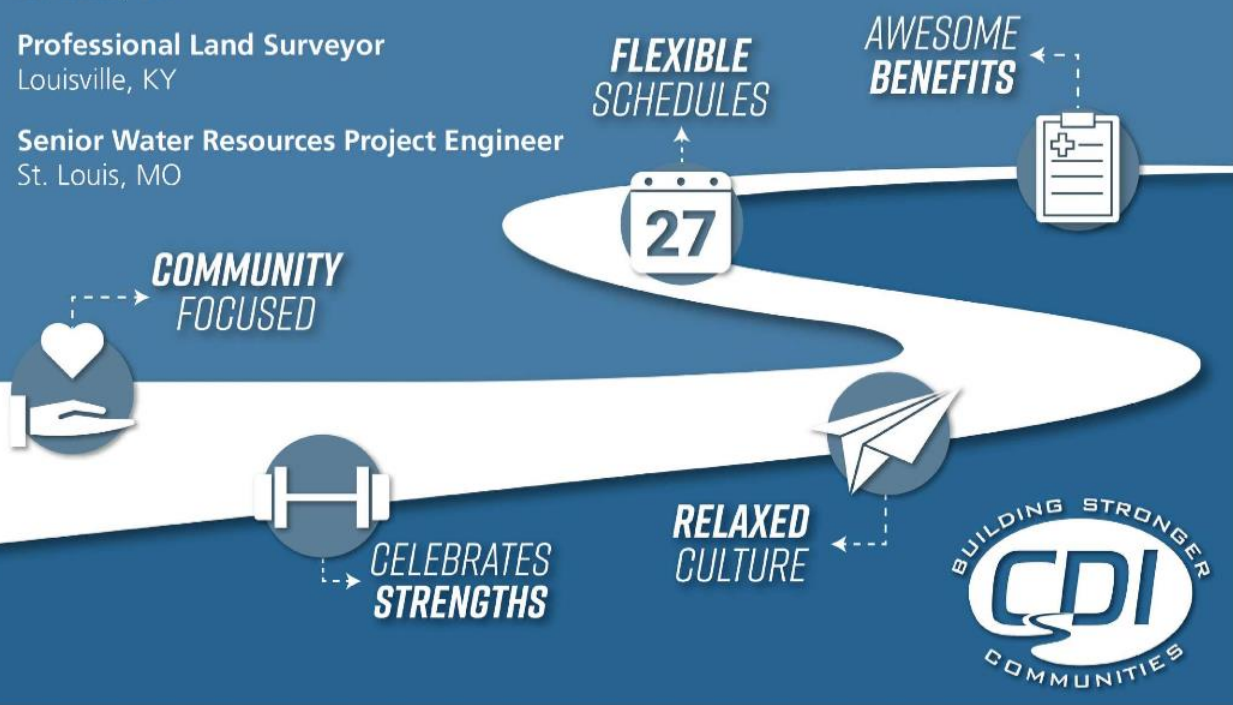 Professional Land Surveyor
Louisville, KY
Senior Water Resources Project Engineer
St. Louis, MO
FLEXIBLE
SCHEDULES
AWESOME
BENEFITS
27
COMMUNITY
FOCUSED
CELEBRATES
STRENGTHS
RELAXED
CULTURE
BUILDING STRONGER
CDI
COMMUNITIES